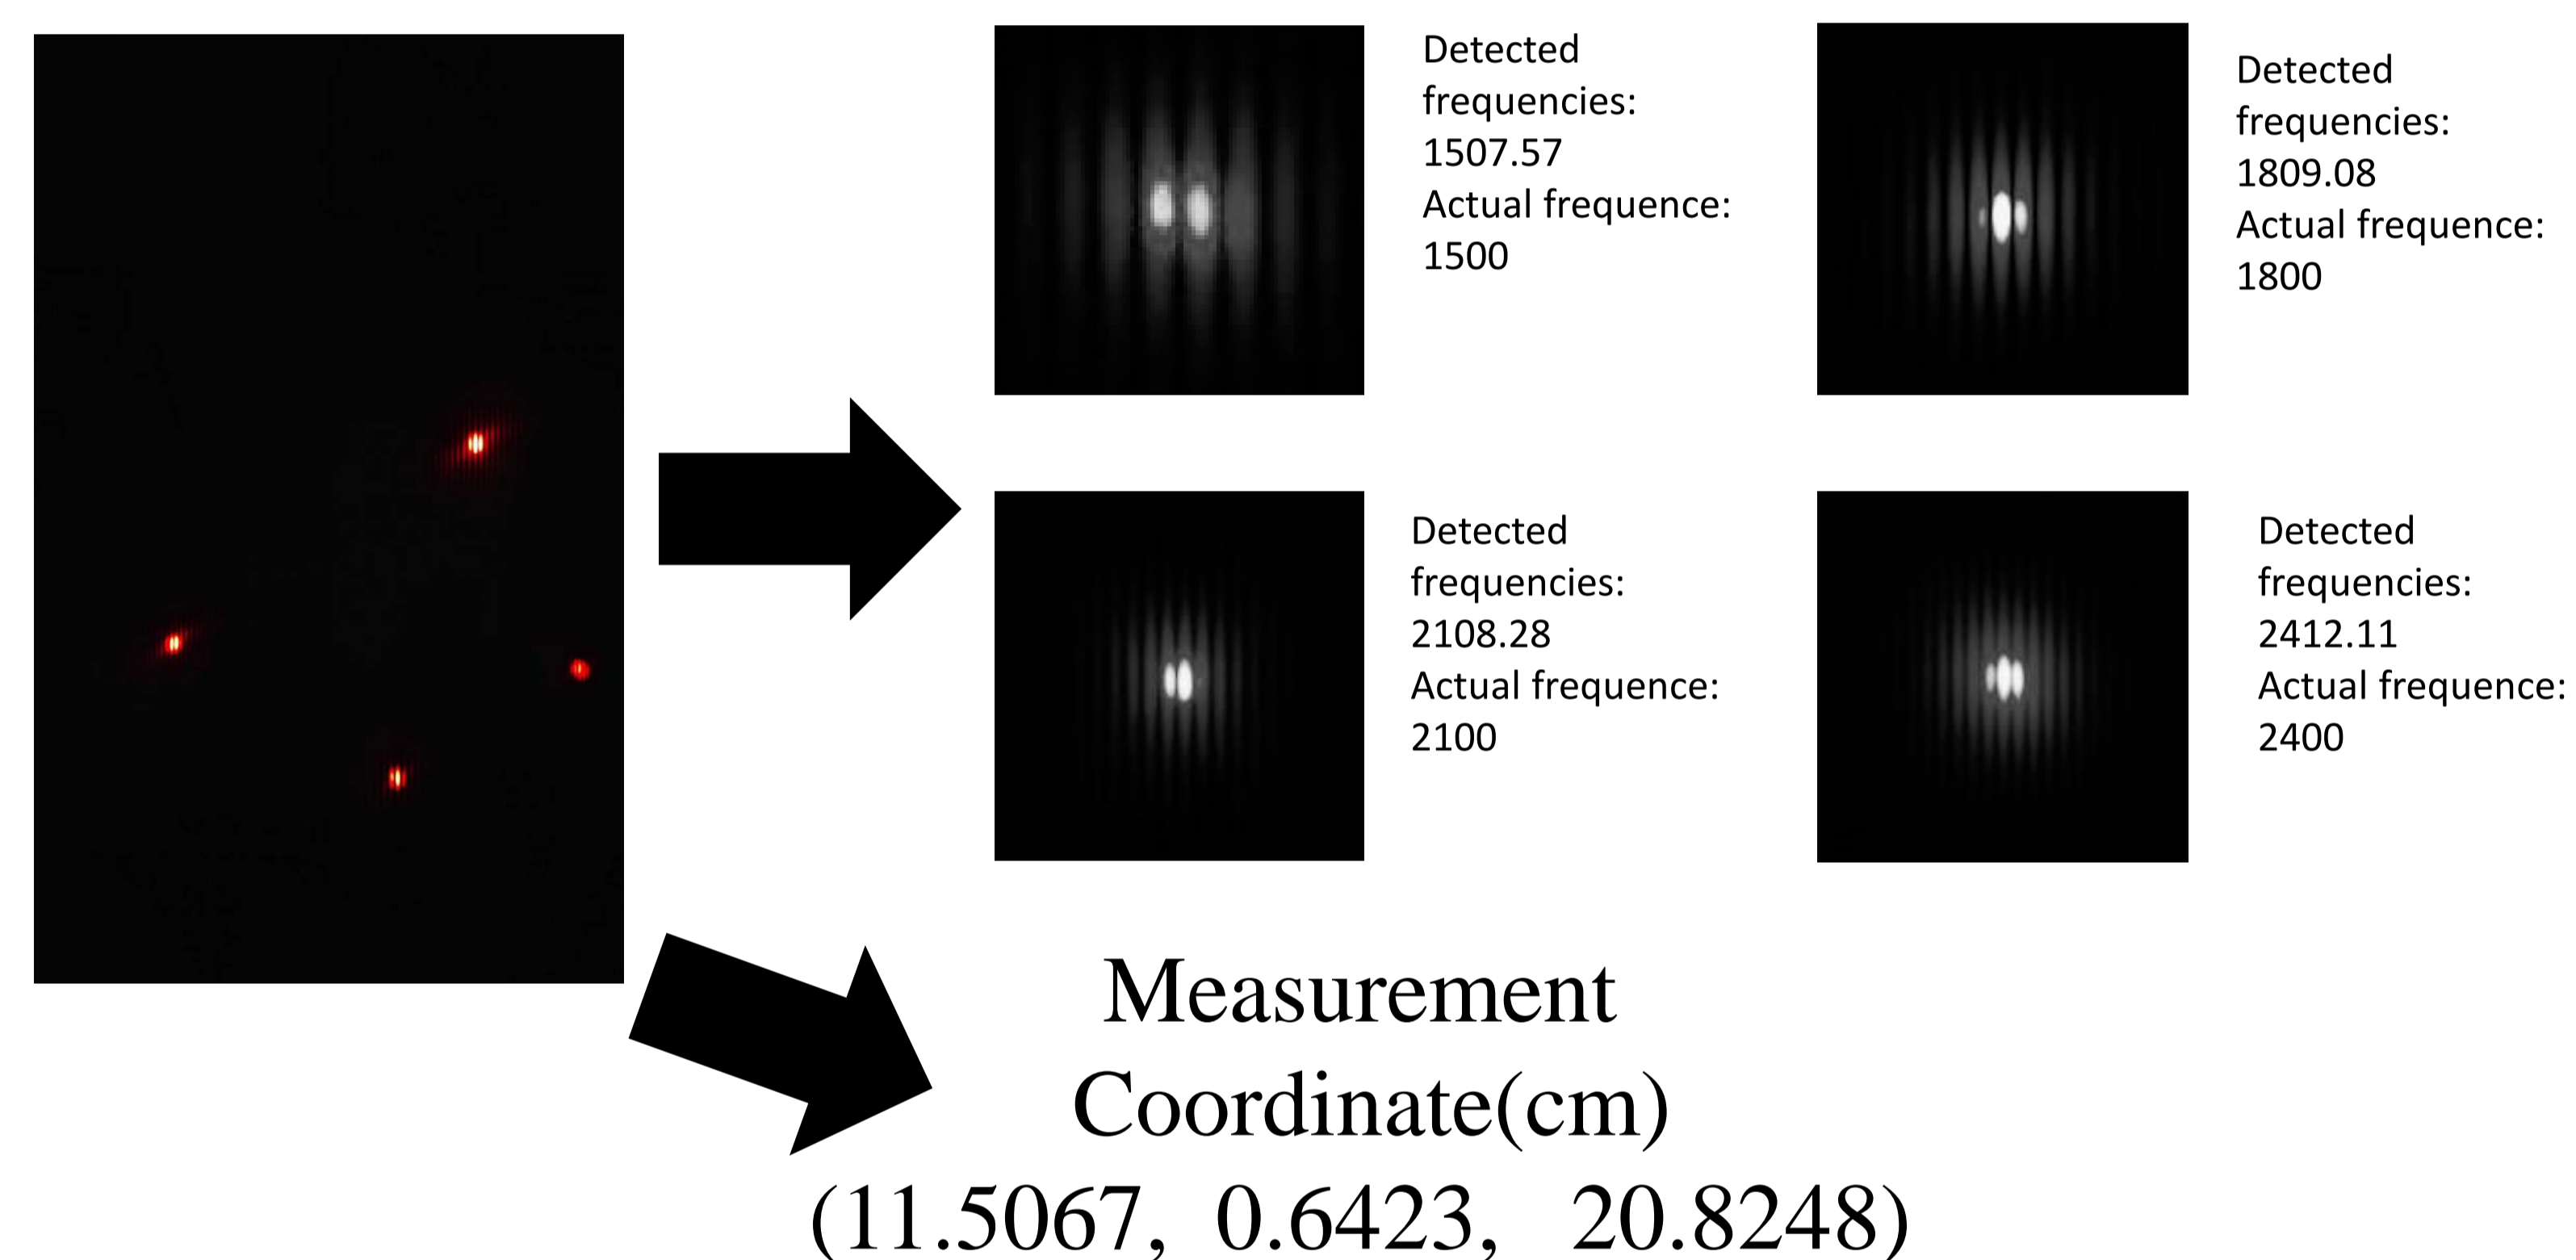 Detected
frequencies:
1507.57
Actual frequence:
1500
Detected
frequencies:
1809.08
Actual frequence:
1800
Detected
frequencies:
2108.28
Actual frequence:
2100
Detected
frequencies:
2412.11
Actual frequence:
2400
Measurement
Coordinate(cm)
(11.5067, 0.6423, 20.8248)